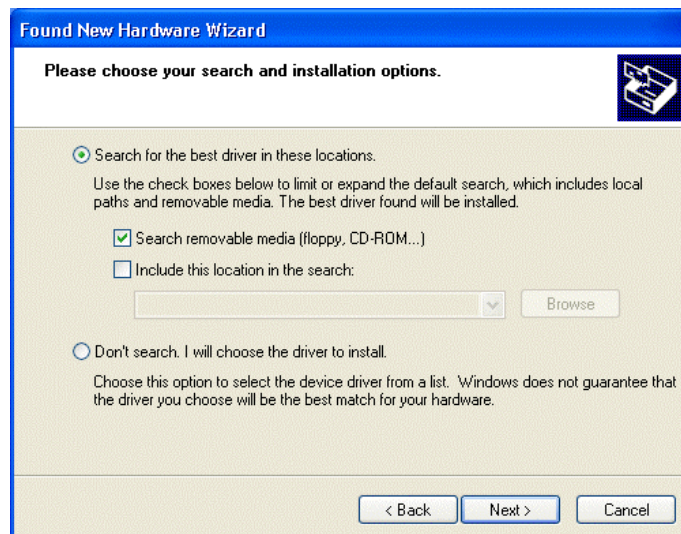 Found New Hardware Wizard
Please choose your search and installation options.
Search for the best driver in these locations.
Use the check boxes below to limit or expand the default search, which includes local
paths and removable media. The best driver found will be installed.
Search removable media (floppy, CD-ROM...)
Include this location in the search:
Browse
Don't search. I will choose the driver to install.
Choose this option to select the device driver from a list.  Windows does not guarantee that
the driver you choose will be the best match for your hardware.
< Back
Next >
Cancel